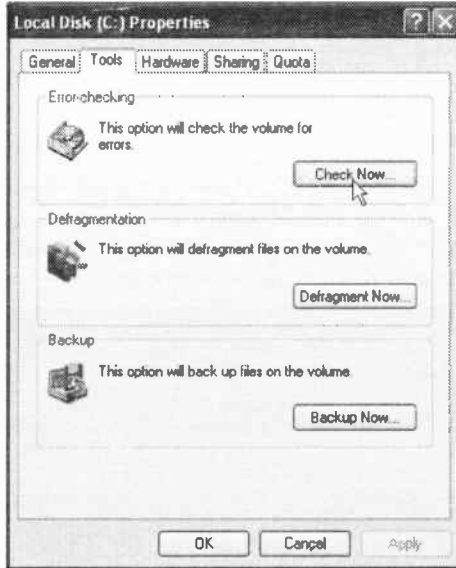 Local Disk (C:) Properties
General Tools Hardware Sharing Quota
Error-checking
This option will check the volume for
errors.
Check Now...
Defragmentation
This option will defragment files on the volume.
Defragment Now...
Backup
This option will back up files on the volume.
Backup Now...
OK Cancel Apply